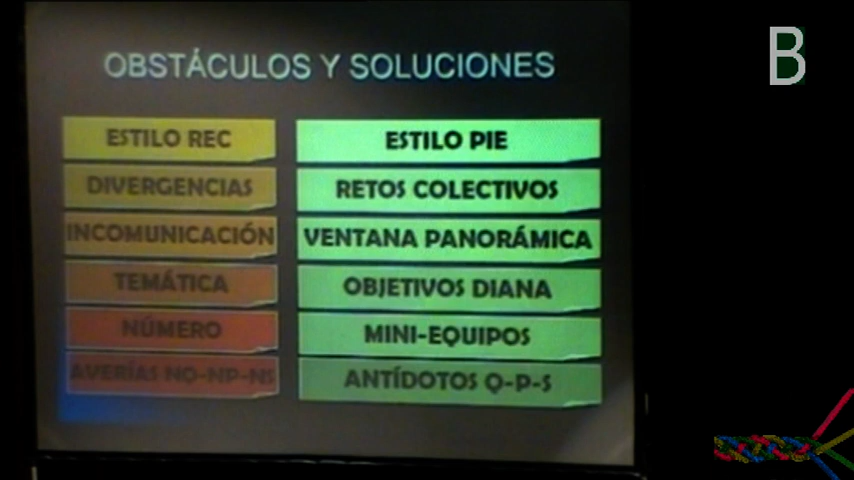 B
OBSTÁCULOS Y SOLUCIONES
ESTILO REC
ESTILO PIE
DIVERGENCIAS
RETOS COLECTIVOS
INCOMUNICACIÓN
VENTANA PANORÁMICA
TEMÁTICA
OBJETIVOS DIANA
NÚMERO
MINI-EQUIPOS
AVERÍAS NO-NP-NS
ANTÍDOTOS Q-P-S